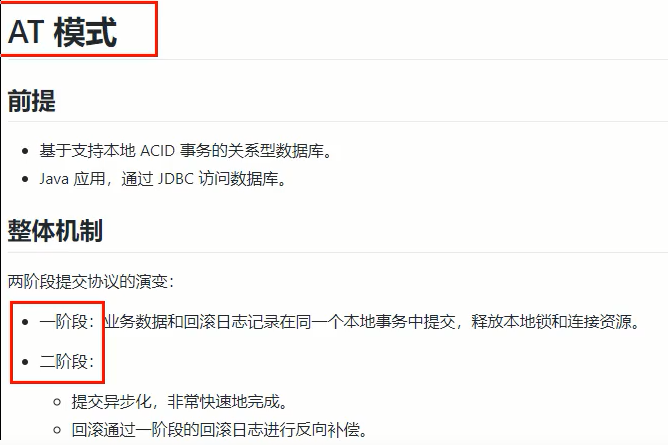 AT 模式
前提
基于支持本地 ACID 事务的关系型数据库。
Java 应用，通过 JDBC 访问数据库。
整体机制
两阶段提交协议的演变：
一阶段：业务数据和回滚日志记录在同一个本地事务中提交，释放本地锁和连接资源。
二阶段：
提交异步化，非常快速地完成。
回滚通过一阶段的回滚日志进行反向补偿。